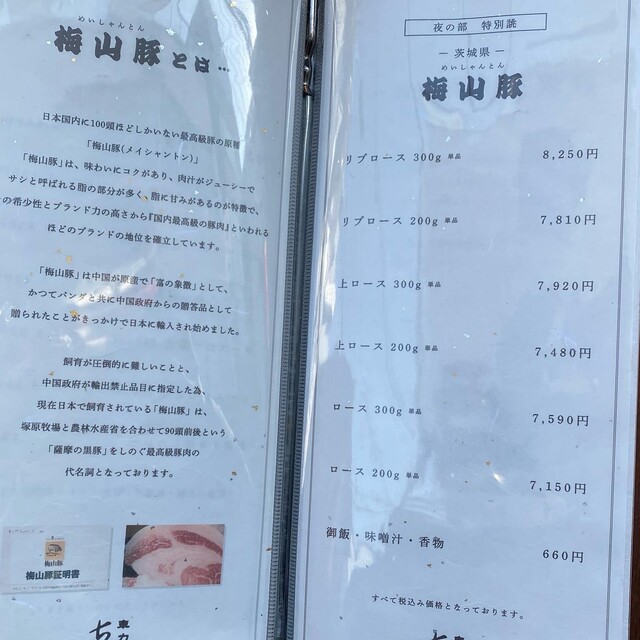 めいしゃんとん
梅山豚とは…
日本国内に100頭ほどしかいない最高級豚の原種
「梅山豚(メイシャントン)」
「梅山豚」は、味わいにコクがあり、肉汁がジューシーで
サシと呼ばれる脂の部分が多く、脂に甘みがあるのが特徴で、
の希少性とブランド力の高さから『国内最高級の豚肉』といわれる
ほどのブランドの地位を確立しています。
「梅山豚」は中国が原産で「富の象徴」として、
かつてパンダと共に中国政府からの贈答品として
贈られたことがきっかけで日本に輸入され始めました。
飼育が圧倒的に難しいことと、
中国政府が輸出禁止品目に指定した為、
現在日本で飼育されている「梅山豚」は、
塚原牧場と農林水産省を合わせて90頭前後という
「薩摩の黒豚」をしのぐ最高級豚肉の
代名詞となっております。
梅山豚
梅山豚証明書
夜の部 特別誂
― 茨城県 ―
めいしゃんとん
梅山豚
リブロース 300g 単品 8,250円
リブロース 200g 単品 7,810円
上ロース 300g 単品 7,920円
上ロース 200g 単品 7,480円
ロース 300g 単品 7,590円
ロース 200g 単品 7,150円
御飯・味噌汁・香物 660円
すべて税込み価格となっております。